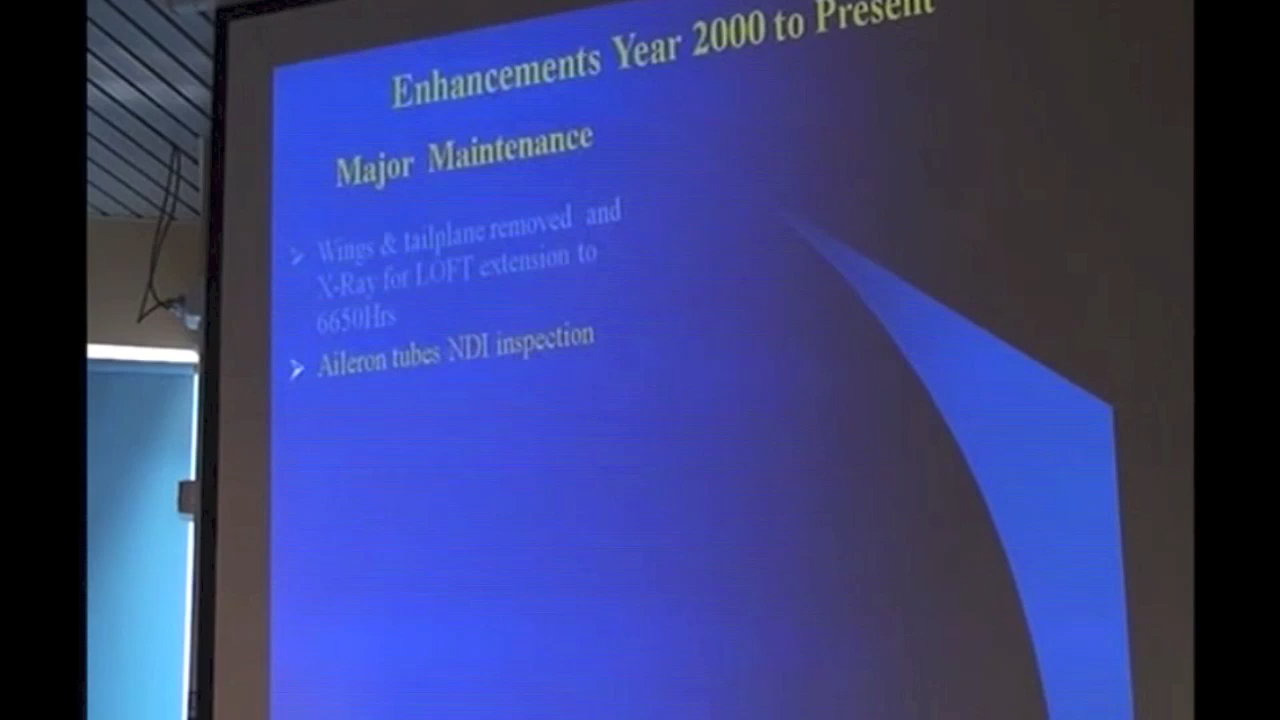 Enhancements Year 2000 to Present
Major Maintenance
Wings & tailplane removed and
X-Ray for LOFT extension to
6650Hrs
Aileron tubes NDI inspection